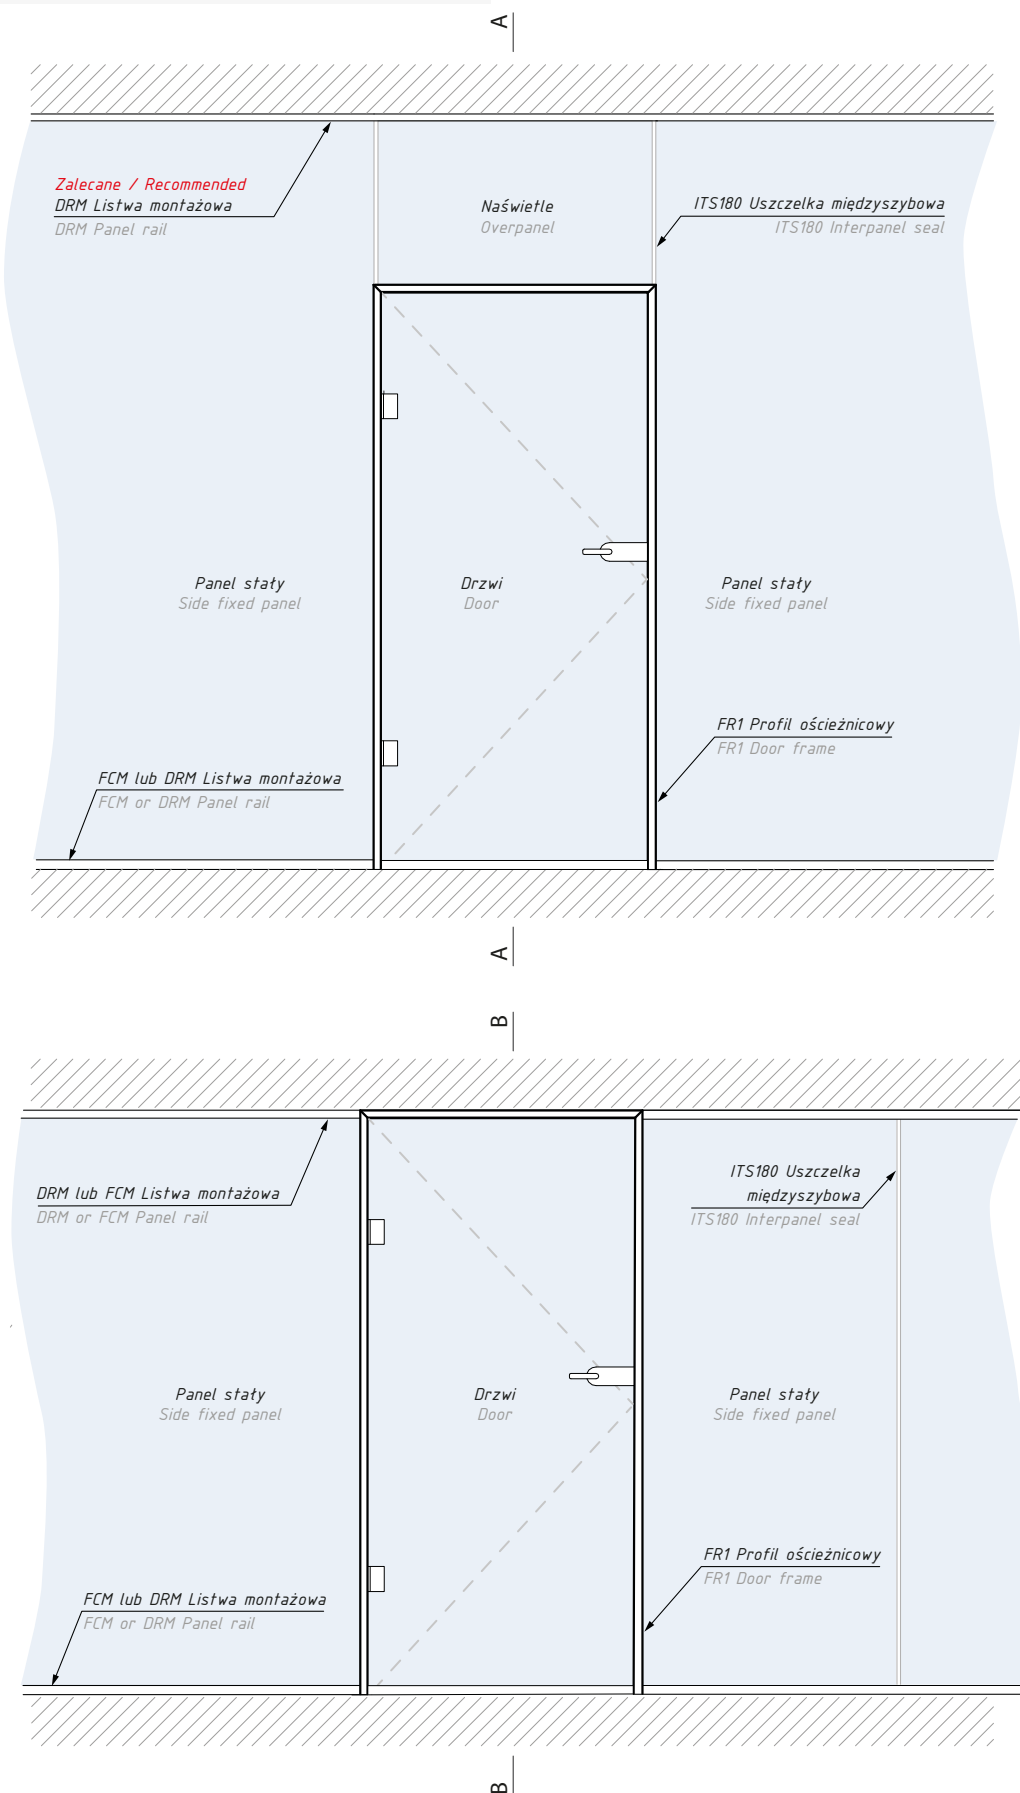 A
Zalecane / Recommended
DRM Listwa montażowa
DRM Panel rail
Naświetle
Overpanel
ITS180 Uszczelka międzyszybowa
ITS180 Interpanel seal
Panel stały
Side fixed panel
Drzwi
Door
Panel stały
Side fixed panel
FR1 Profil ościeżnicowy
FR1 Door frame
FCM lub DRM Listwa montażowa
FCM or DRM Panel rail
A
B
DRM lub FCM Listwa montażowa
DRM or FCM Panel rail
ITS180 Uszczelka
międzyszybowa
ITS180 Interpanel seal
Panel stały
Side fixed panel
Drzwi
Door
Panel stały
Side fixed panel
FR1 Profil ościeżnicowy
FR1 Door frame
FCM lub DRM Listwa montażowa
FCM or DRM Panel rail
B